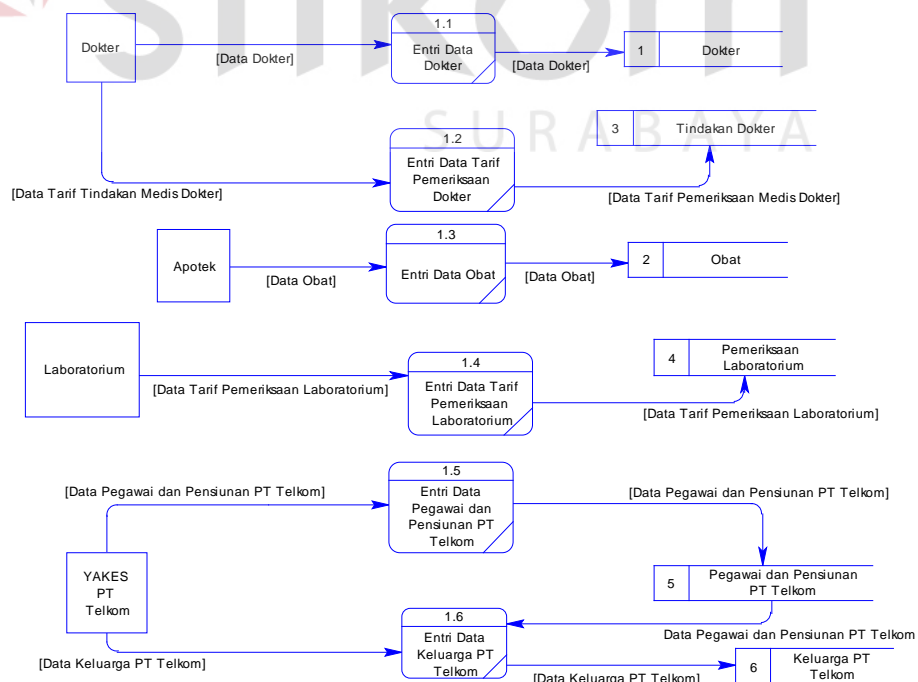 stikom
SURABAYA
Dokter
[Data Dokter]
1.1
Entri Data
Dokter
[Data Dokter]
1
Dokter
[Data Tarif Tindakan Medis Dokter]
1.2
Entri Data Tarif
Pemeriksaan
Dokter
[Data Tarif Pemeriksaan Medis Dokter]
3
Tindakan Dokter
Apotek
[Data Obat]
1.3
Entri Data Obat
[Data Obat]
2
Obat
Laboratorium
[Data Tarif Pemeriksaan Laboratorium]
1.4
Entri Data Tarif
Pemeriksaan
Laboratorium
[Data Tarif Pemeriksaan Laboratorium]
4
Pemeriksaan
Laboratorium
[Data Pegawai dan Pensiunan PT Telkom]
1.5
Entri Data
Pegawai dan
Pensiunan PT
Telkom
[Data Pegawai dan Pensiunan PT Telkom]
5
Pegawai dan Pensiunan
PT Telkom
YAKES
PT
Telkom
[Data Keluarga PT Telkom]
1.6
Entri Data
Keluarga PT
Telkom
Data Pegawai dan Pensiunan PT Telkom
[Data Keluarga PT Telkom]
6
Keluarga PT
Telkom